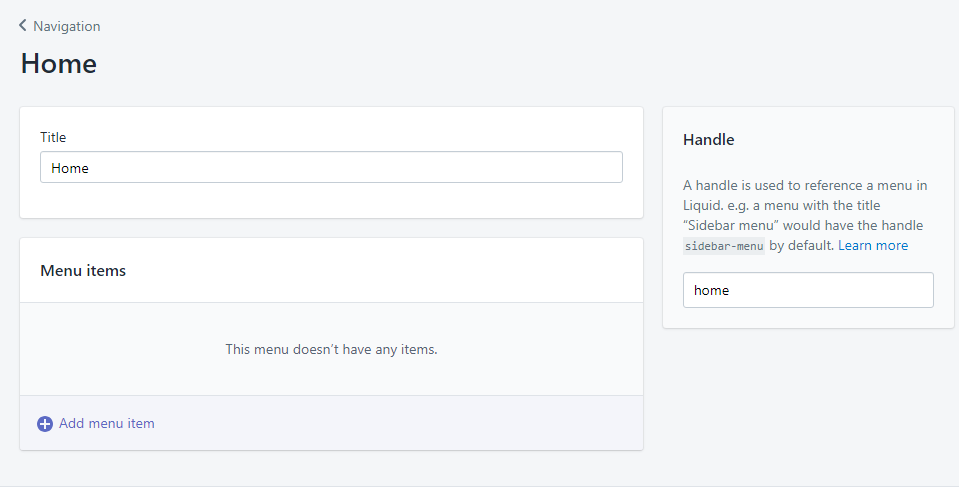 Navigation
Home
Title
Home
Menu items
This menu doesn't have any items.
Add menu item
Handle
A handle is used to reference a menu in
Liquid. e.g. a menu with the title
“Sidebar menu” would have the handle
sidebar-menu by default. Learn more
home